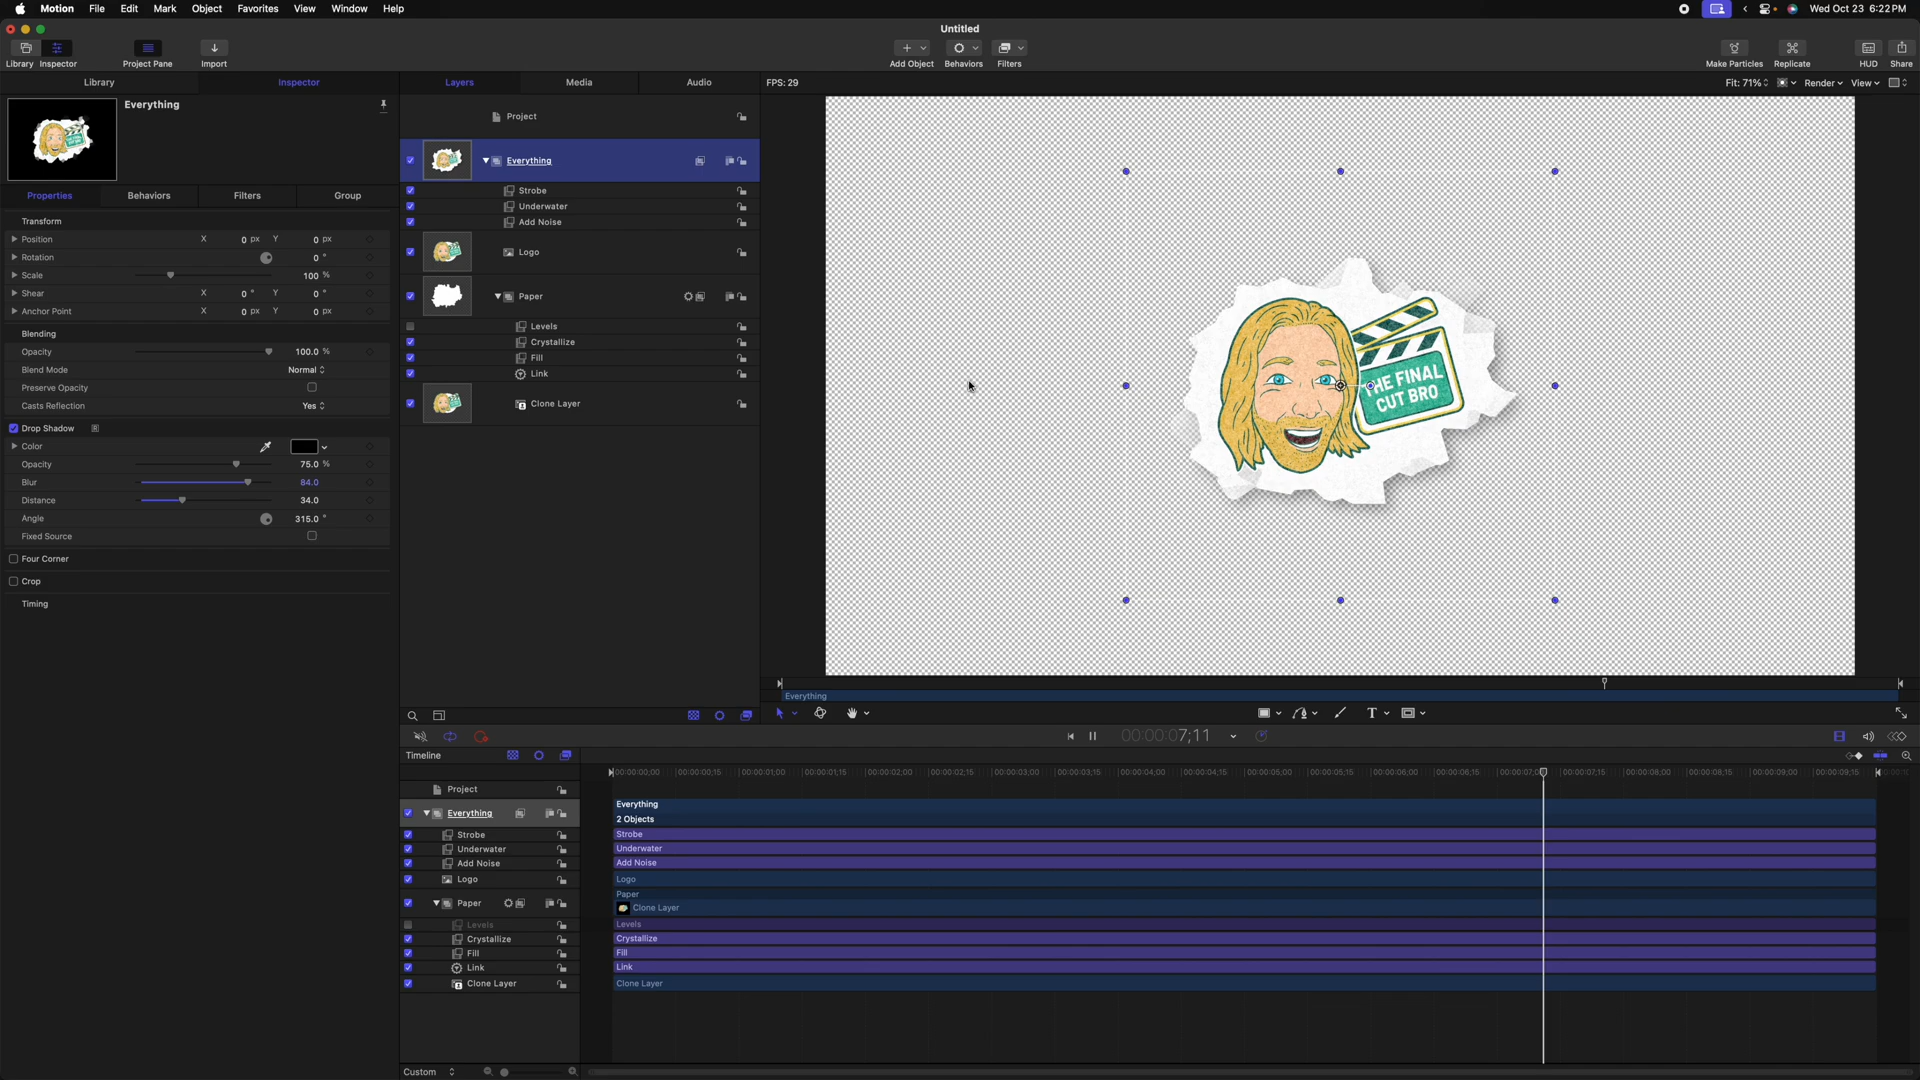 Motion File Edit Mark Object Favorites View Window Help
Wed Oct 23 6:22 PM
Untitled
Library Inspector Project Pane Import
Add Object Behaviors Filters
Make Particles Replicate HUD Share
Library Inspector
Layers Media Audio
FPS: 29
Fit: 71% Render View
Everything
Properties Behaviors Filters Group
Transform
Position X 0 px Y 0 px
Rotation 0 °
Scale 100 %
Shear X 0 ° Y 0 °
Anchor Point X 0 px Y 0 px
Blending
Opacity 100.0 %
Blend Mode Normal
Preserve Opacity
Casts Reflection Yes
Drop Shadow
Color
Opacity 75.0 %
Blur 84.0
Distance 34.0
Angle 315.0 °
Fixed Source
Four Corner
Crop
Timing
Project
Everything
Strobe
Underwater
Add Noise
Logo
Paper
Levels
Crystallize
Fill
Link
Clone Layer
THE FINAL
CUT BRO
Everything
T
00:00:00:07;11
Timeline
00:00:00;00 00:00:00;15 00:00:01;00 00:00:01;15 00:00:02;00 00:00:02;15 00:00:03;00 00:00:03;15 00:00:04;00 00:00:04;15 00:00:05;00 00:00:05;15 00:00:06;00 00:00:06;15 00:00:07;15 00:00:08;00 00:00:08;15 00:00:09;00 00:00:09;15
Project
Everything
Strobe
Underwater
Add Noise
Logo
Paper
Levels
Crystallize
Fill
Link
Clone Layer
Everything
2 Objects
Strobe
Underwater
Add Noise
Logo
Paper
Clone Layer
Levels
Crystallize
Fill
Link
Clone Layer
Custom